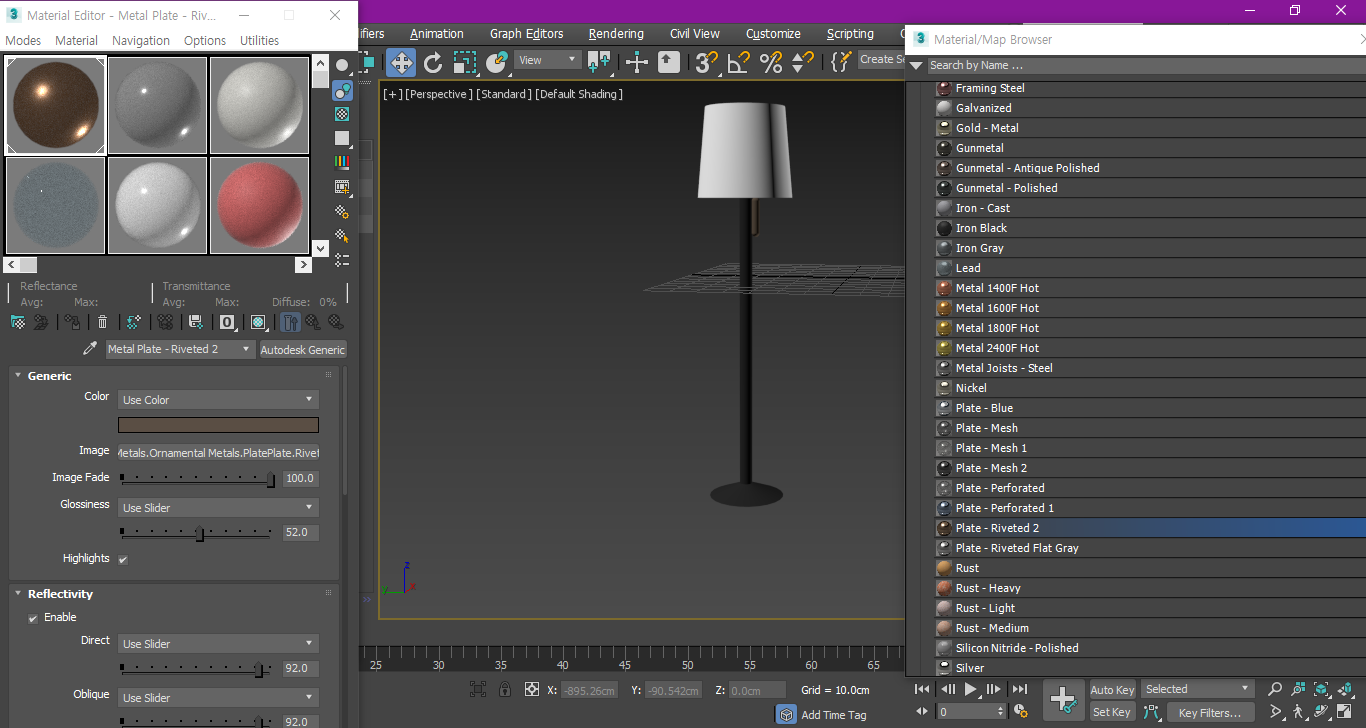 Material Editor - Metal Plate - Riv...
Modes Material Navigation Options Utilities
ifiers Animation Graph Editors Rendering Civil View Customize Scripting
View
Create Se
[+] [Perspective ] [Standard ] [Default Shading ]
Reflectance Transmittance
Avg: Max: Avg: Max: Diffuse: 0%
Metal Plate - Riveted 2 Autodesk Generic
Generic
Color Use Color
Image Metals.Ornamental Metals.PlatePlate.Rivet
Image Fade 100.0
Glossiness Use Slider
52.0
Highlights
Reflectivity
Enable
Direct Use Slider
92.0
Oblique Use Slider
92.0
z
y x
25 30 35 40 45 50 55 60 65
X: -895.26cm Y: -90.542cm Z: 0.0cm Grid = 10.0cm
Add Time Tag
Material/Map Browser
Search by Name ...
Framing Steel
Galvanized
Gold - Metal
Gunmetal
Gunmetal - Antique Polished
Gunmetal - Polished
Iron - Cast
Iron Black
Iron Gray
Lead
Metal 1400F Hot
Metal 1600F Hot
Metal 1800F Hot
Metal 2400F Hot
Metal Joists - Steel
Nickel
Plate - Blue
Plate - Mesh
Plate - Mesh 1
Plate - Mesh 2
Plate - Perforated
Plate - Perforated 1
Plate - Riveted 2
Plate - Riveted Flat Gray
Rust
Rust - Heavy
Rust - Light
Rust - Medium
Silicon Nitride - Polished
Silver
Auto Key Selected
0 Set Key Key Filters...